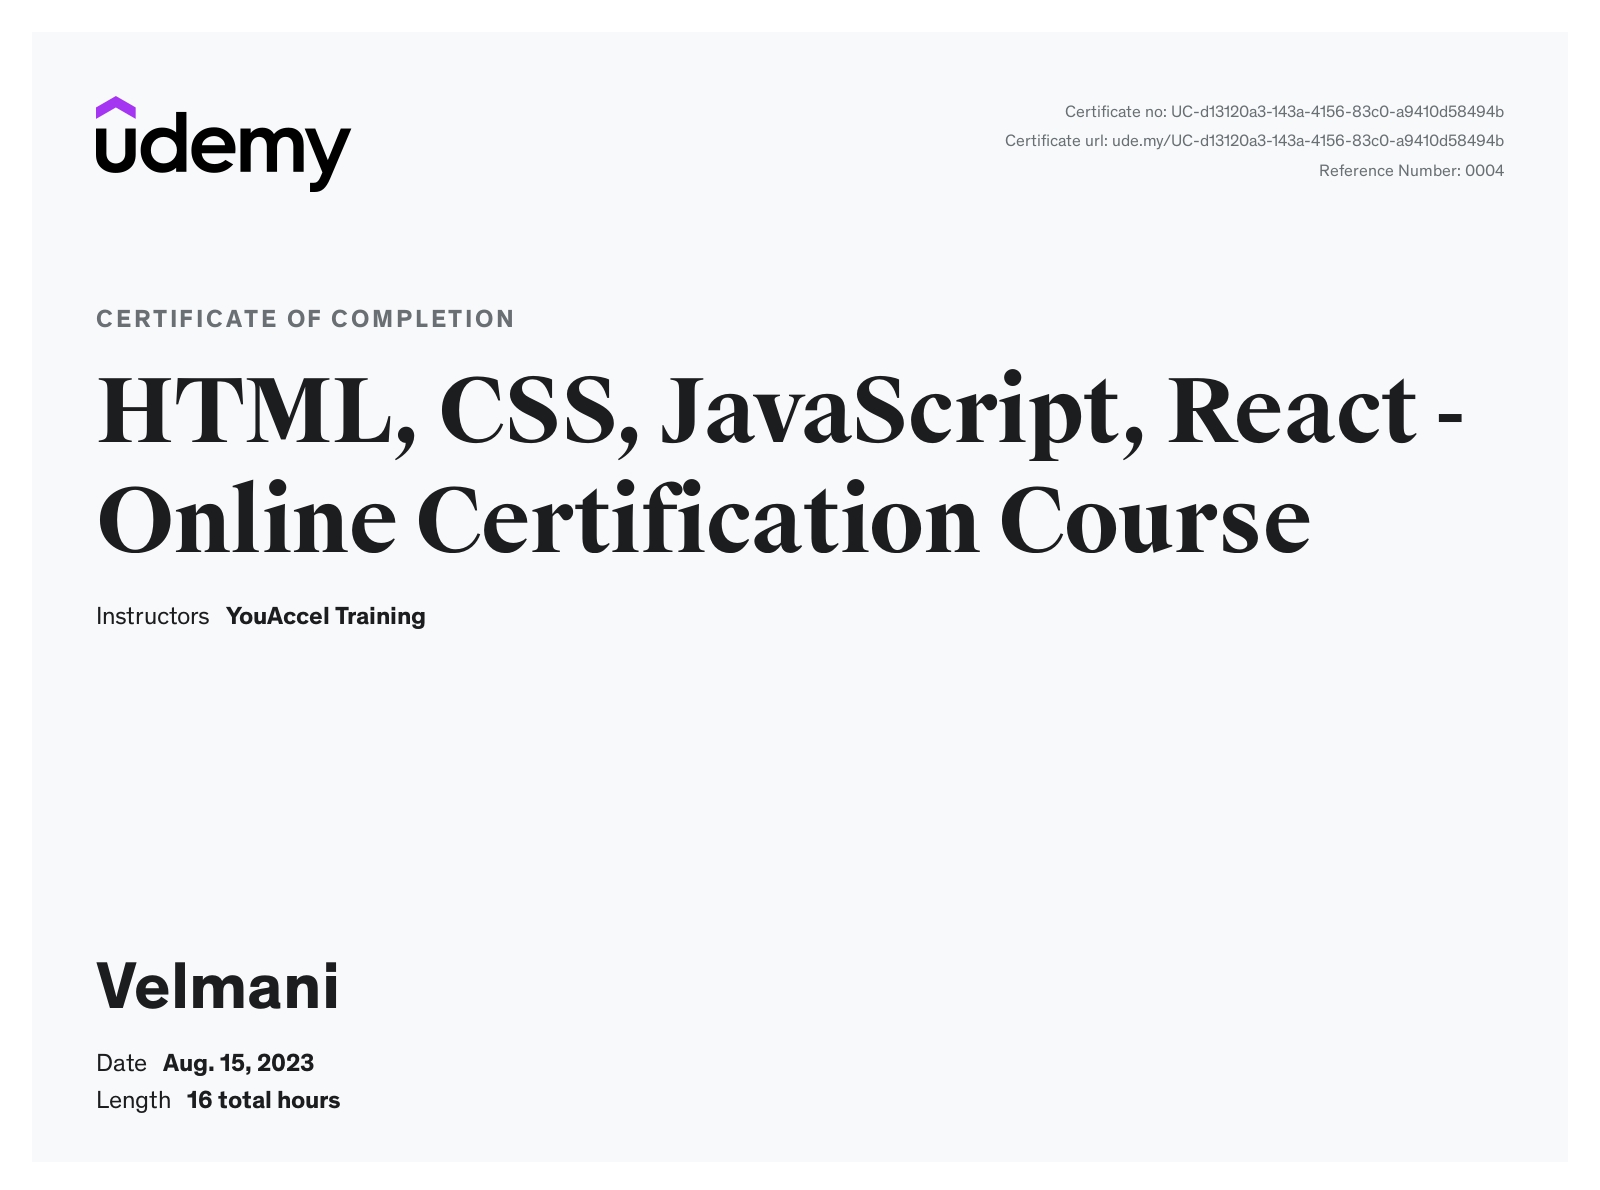 udemy
Certificate no: UC-d13120a3-143a-4156-83c0-a9410d58494b
Certificate url: ude.my/UC-d13120a3-143a-4156-83c0-a9410d58494b
Reference Number: 0004
CERTIFICATE OF COMPLETION
HTML, CSS, JavaScript, React -
Online Certification Course
Instructors YouAccel Training
Velmani
Date Aug. 15, 2023
Length 16 total hours